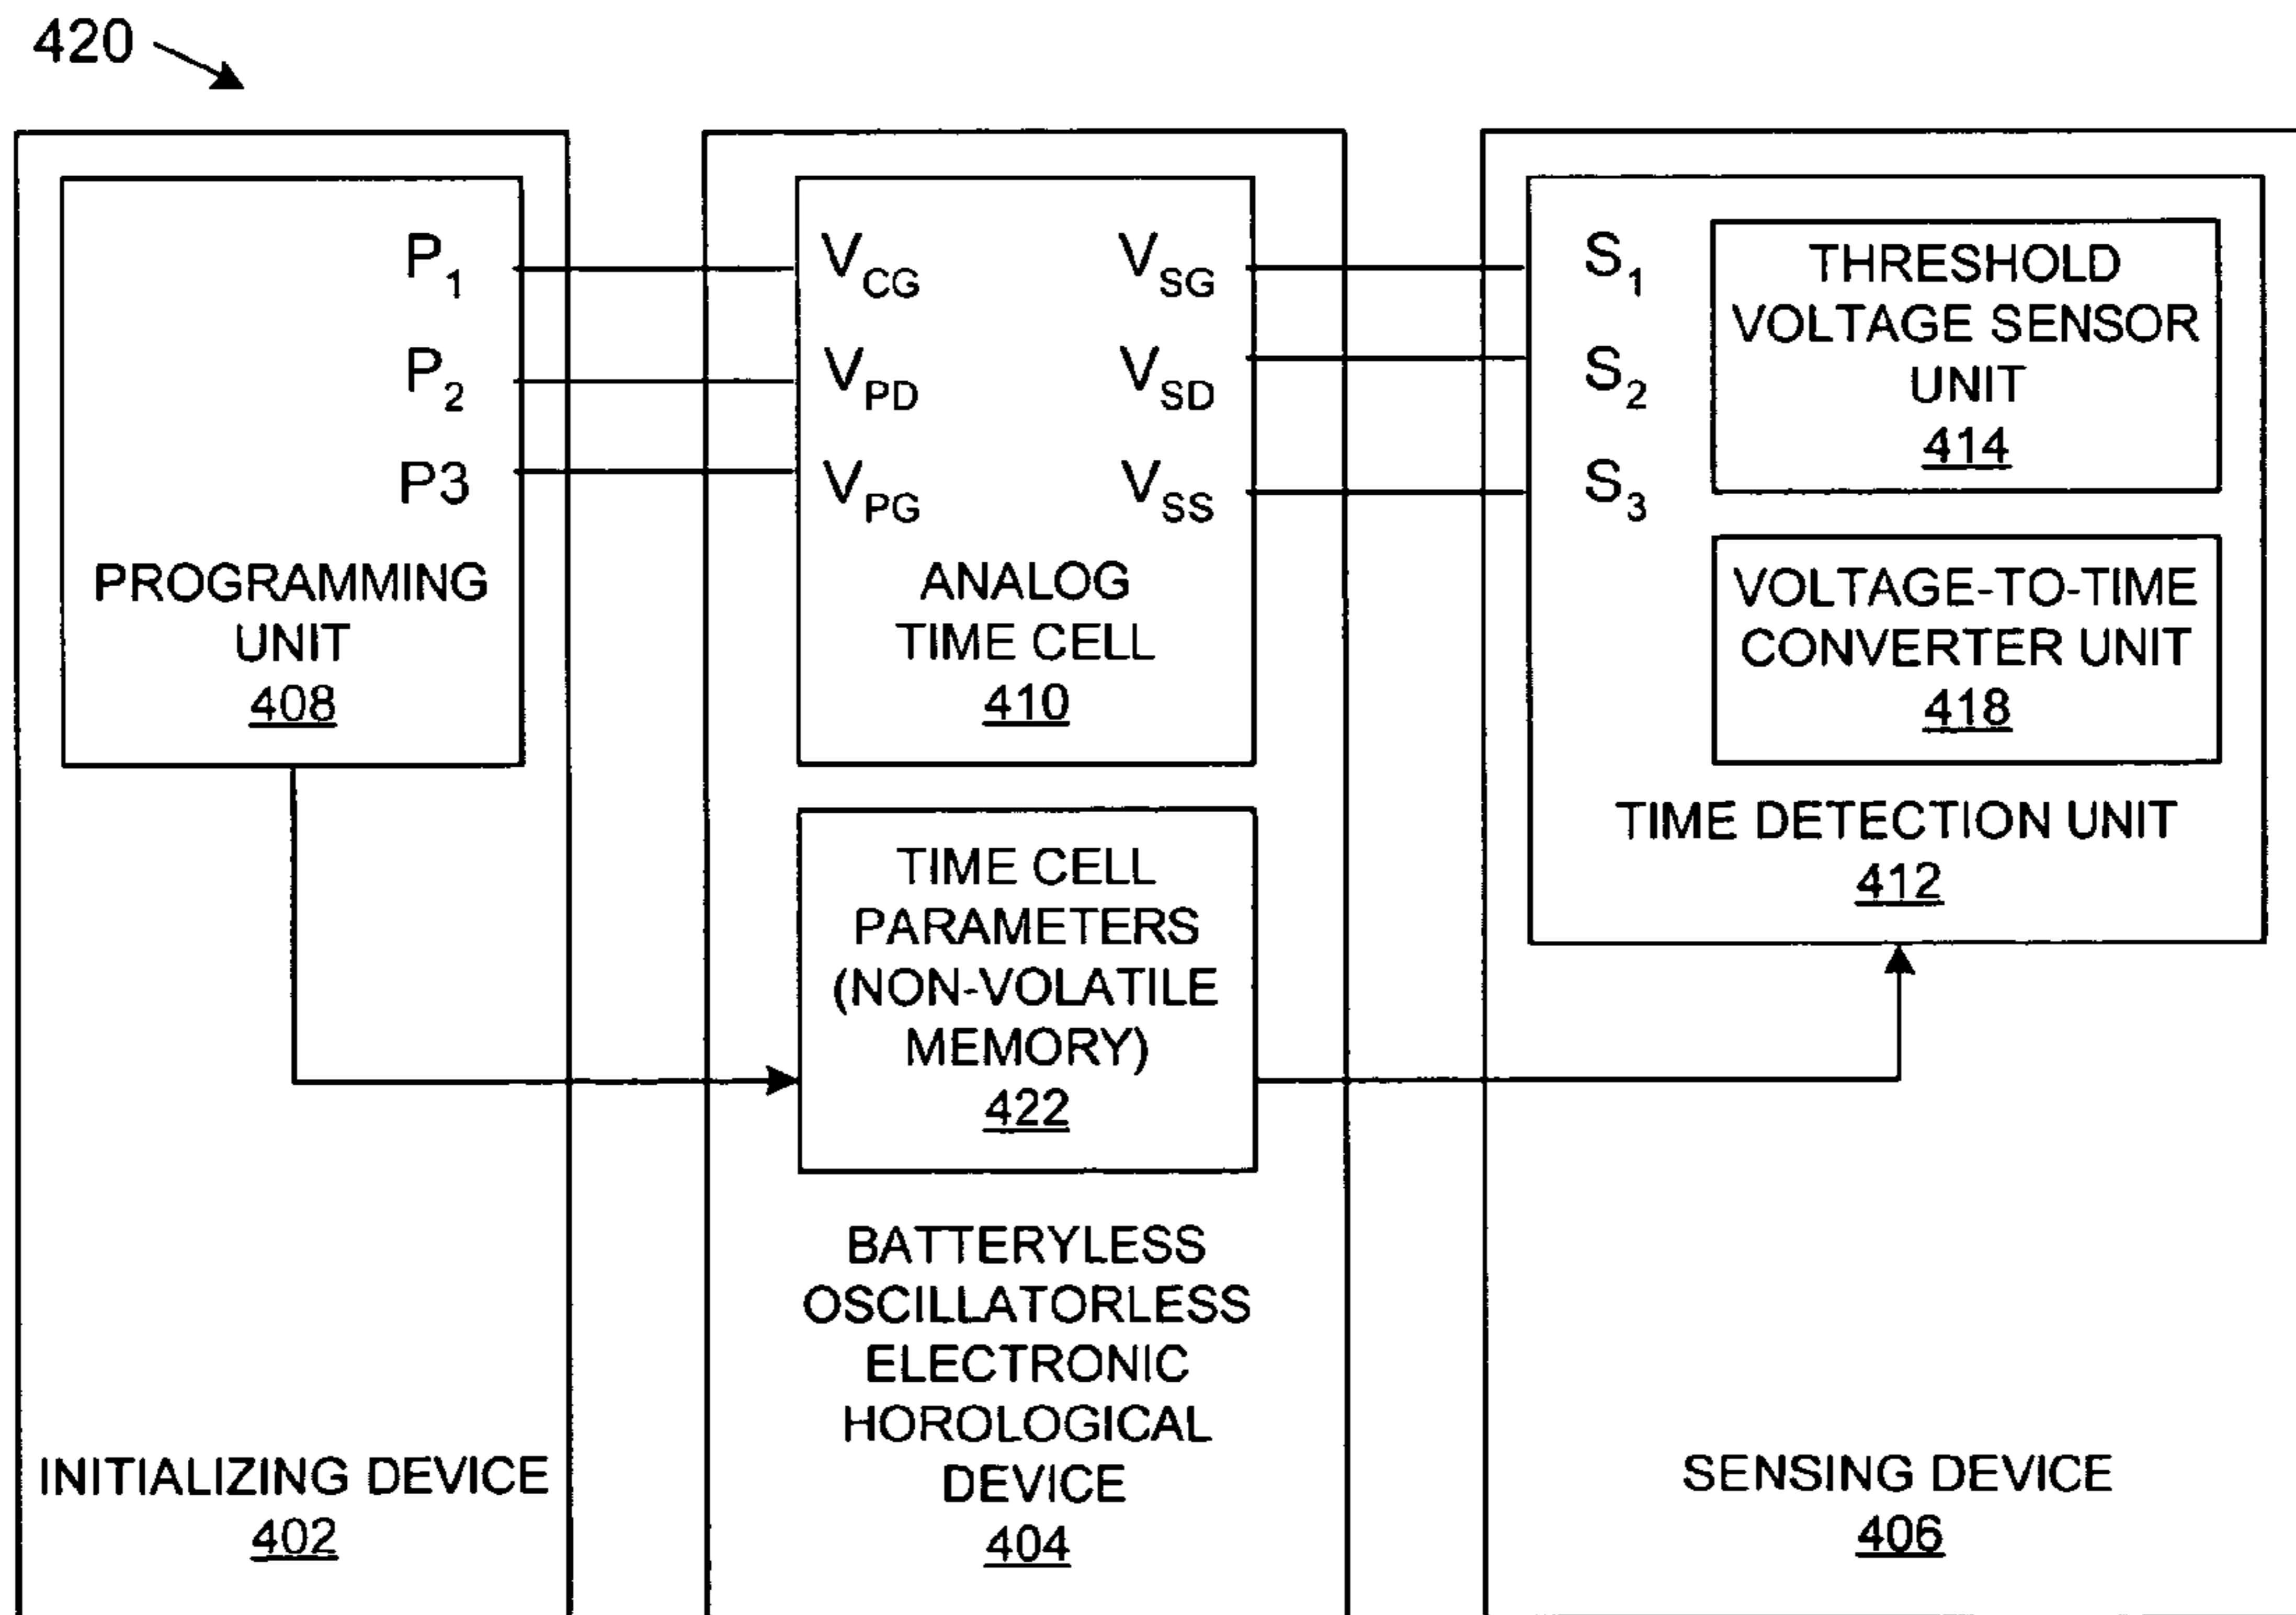 420
P1
P2
P3
PROGRAMMING
UNIT
408
INITIALIZING DEVICE
402
VCG
VPD
VPG
VSG
VSD
VSS
ANALOG
TIME CELL
410
TIME CELL
PARAMETERS
(NON-VOLATILE
MEMORY)
422
BATTERYLESS
OSCILLATORLESS
ELECTRONIC
HOROLOGICAL
DEVICE
404
S1
S2
S3
THRESHOLD
VOLTAGE SENSOR
UNIT
414
VOLTAGE-TO-TIME
CONVERTER UNIT
418
TIME DETECTION UNIT
412
SENSING DEVICE
406